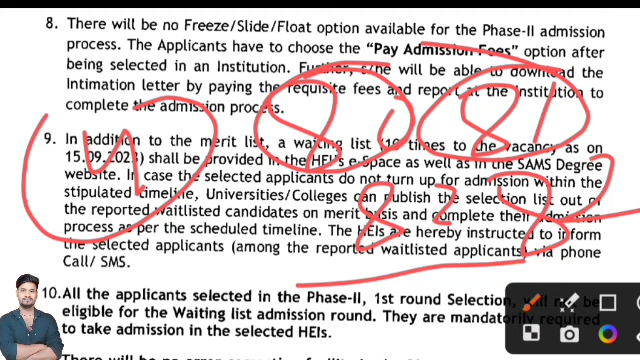 8. There will be no Freeze/Slide/Float option available for the Phase-II admission
process. The Applicants have to choose the “Pay Admission Fees” option after
being selected in an Institution. Further, s/he will be able to download the
Intimation letter by paying the requisite fees and report at the Institution to
complete the admission process.
9. In addition to the merit list, a waiting list (10 times to the vacancy as on
15.09.2023) shall be provided in the HEI's e-Space as well as in the SAMS Degree
website. In case the selected applicants do not turn up for admission within the
stipulated timeline, Universities/Colleges can publish the selection list out of
the reported waitlisted candidates on merit basis and complete their admission
process as per the scheduled timeline. The HEIs are hereby instructed to inform
the selected applicants (among the reported waitlisted applicants) via phone
Call/ SMS.
10. All the applicants selected in the Phase-II, 1st round Selection, will not be
eligible for the Waiting list admission round. They are mandatorily required
to take admission in the selected HEIs.